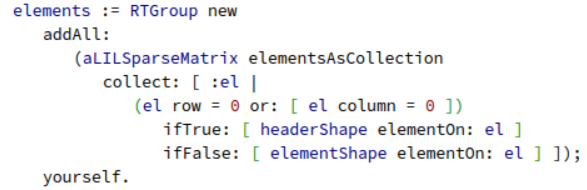 elements := RTGroup new
addAll:
(aLILSparseMatrix elementsAsCollection
collect: [ :el |
(el row = 0 or: [ el column = 0 ])
ifTrue: [ headerShape elementOn: el ]
ifFalse: [ elementShape elementOn: el ] ]);
yourself.